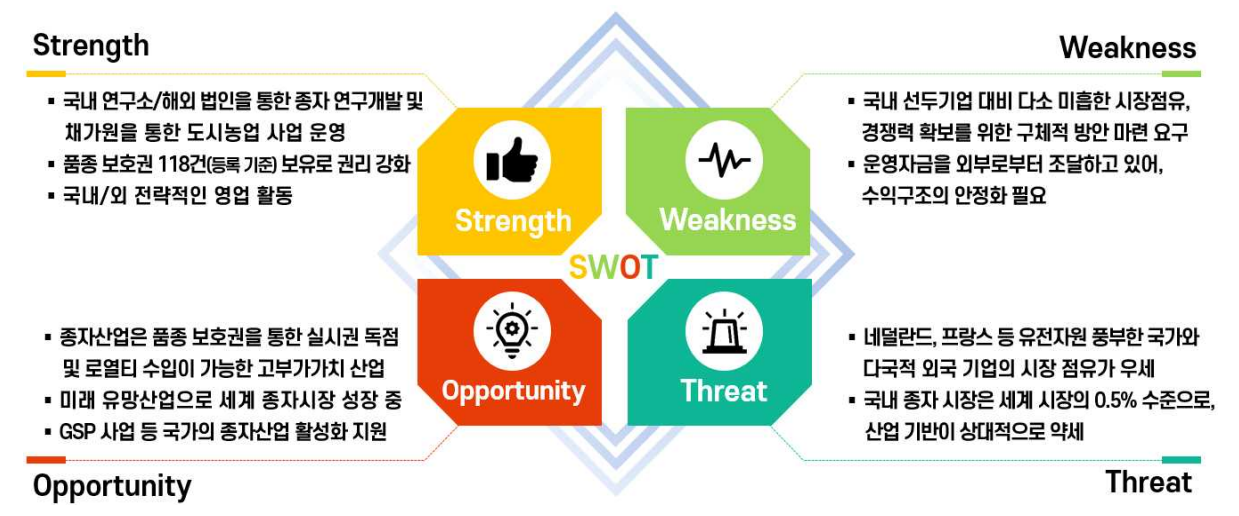 Strength
▪ 국내 연구소/해외 법인을 통한 종자 연구개발 및
채가원을 통한 도시농업 사업 운영
▪ 품종 보호권 118건(등록 기준) 보유로 권리 강화
▪ 국내/외 전략적인 영업 활동
Weakness
▪ 국내 선두기업 대비 다소 미흡한 시장점유,
경쟁력 확보를 위한 구체적 방안 마련 요구
▪ 운영자금을 외부로부터 조달하고 있어,
수익구조의 안정화 필요
Strength
Weakness
SWOT
Opportunity
Threat
▪ 종자산업은 품종 보호권을 통한 실시권 독점
및 로열티 수입이 가능한 고부가가치 산업
▪ 미래 유망산업으로 세계 종자시장 성장 중
▪ GSP 사업 등 국가의 종자산업 활성화 지원
Opportunity
▪ 네덜란드, 프랑스 등 유전자원 풍부한 국가와
다국적 외국 기업의 시장 점유가 우세
▪ 국내 종자 시장은 세계 시장의 0.5% 수준으로,
산업 기반이 상대적으로 약세
Threat